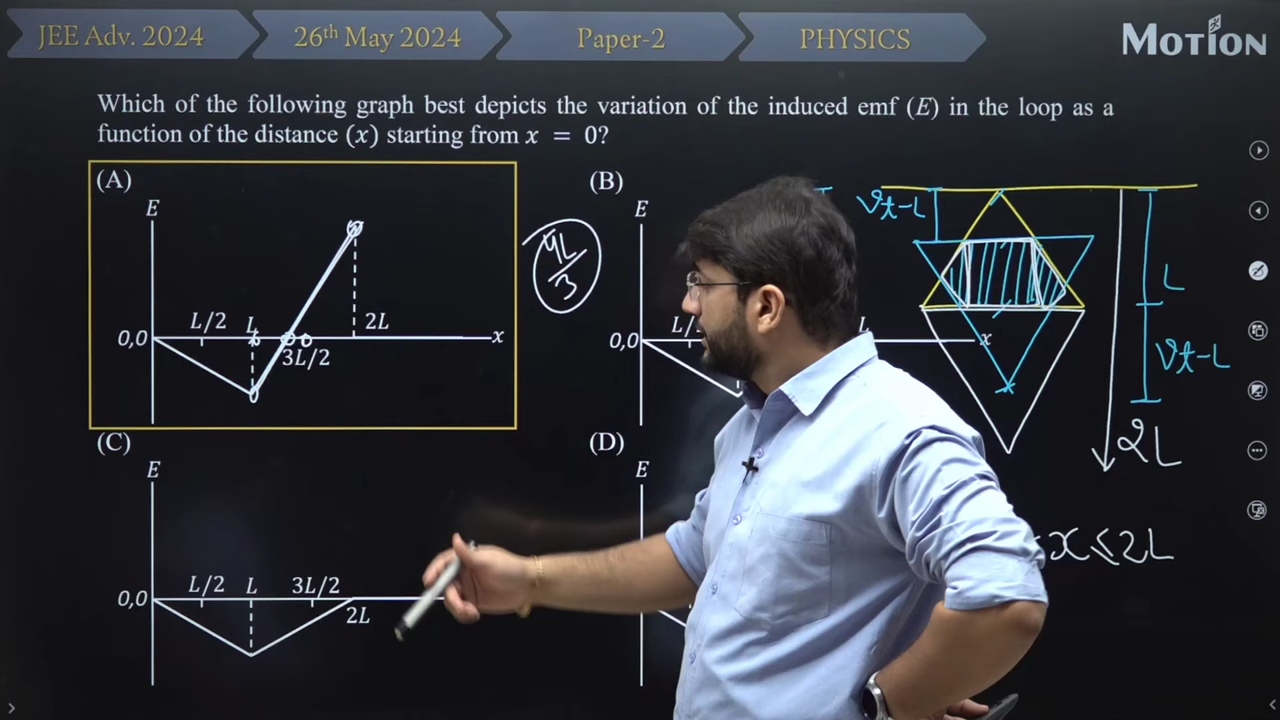 JEE Adv. 2024 26th May 2024 Paper-2 PHYSICS MOTION
Which of the following graph best depicts the variation of the induced emf (E) in the loop as a
function of the distance (x) starting from x = 0?
(A)
E
0,0
L/2 L 2L x
3L/2
4L/3
(B)
E
0,0
L x
vt-L
L
vt-L
2L
(C)
E
0,0
L/2 L 3L/2
2L
(D)
E
x≤2L